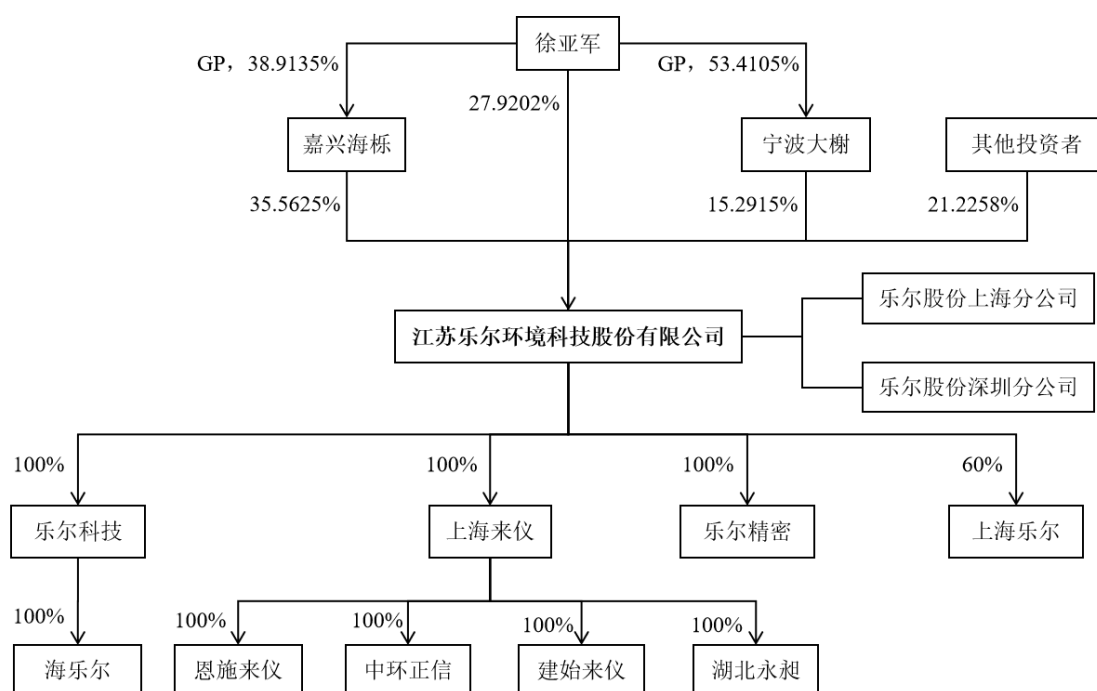 徐亚军
GP，38.9135%
GP，53.4105%
27.9202%
嘉兴海栎
宁波大榭
其他投资者
35.5625%
15.2915%
21.2258%
乐尔股份上海分公司
江苏乐尔环境科技股份有限公司
乐尔股份深圳分公司
100%
100%
100%
60%
乐尔科技
上海来仪
乐尔精密
上海乐尔
100%
100%
100%
100%
100%
海乐尔
恩施来仪
中环正信
建始来仪
湖北永昶